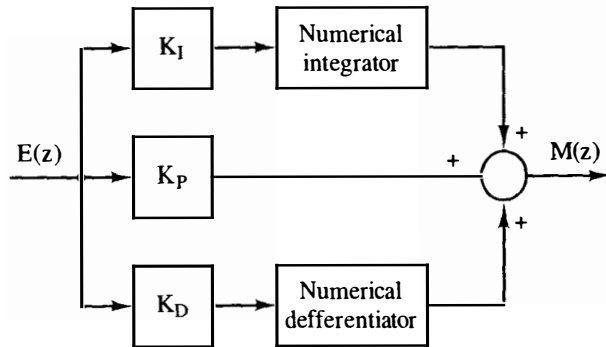 K_I
Numerical
integrator
+
E(z)
K_P
+
M(z)
+
K_D
Numerical
defferentiator